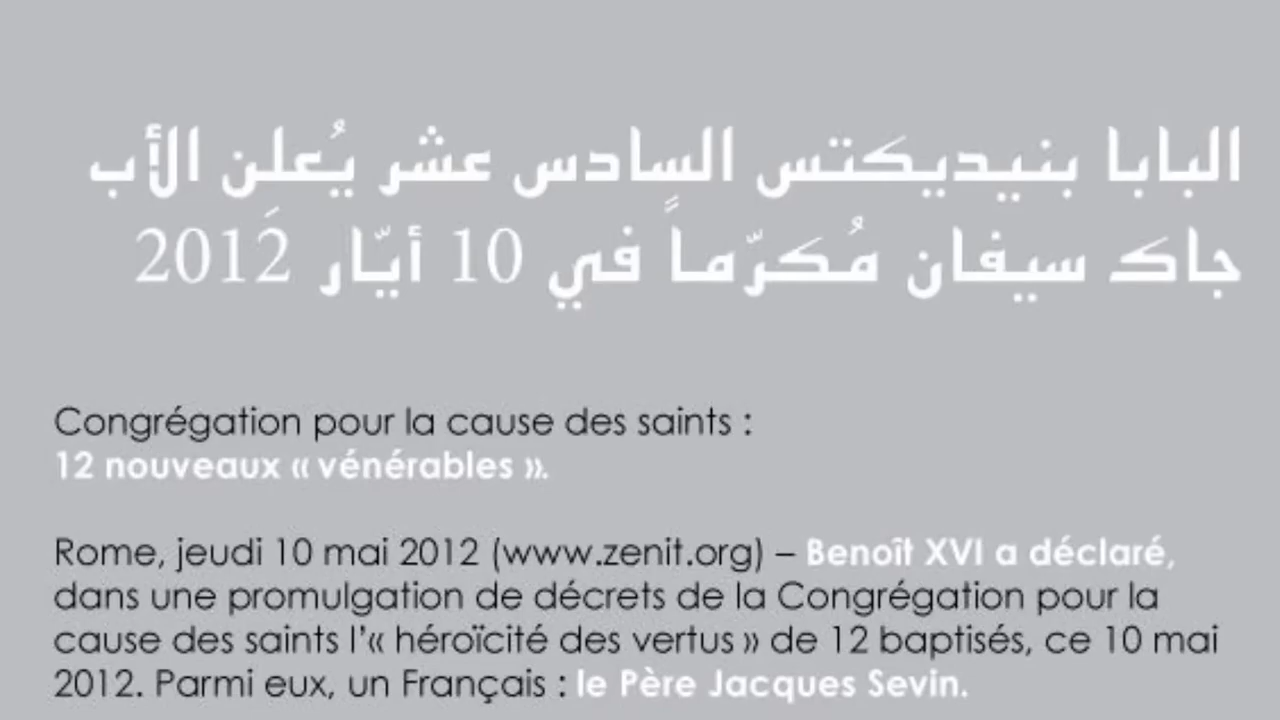 البابا بنيديكتس السادس عشر يُعلِن الأب
جاك سيفان مُكرّماً في 10 أيّار 2012
Congrégation pour la cause des saints :
12 nouveaux « vénérables ».
Rome, jeudi 10 mai 2012 (www.zenit.org) – Benoît XVI a déclaré,
dans une promulgation de décrets de la Congrégation pour la
cause des saints l’« héroïcité des vertus » de 12 baptisés, ce 10 mai
2012. Parmi eux, un Français : le Père Jacques Sevin.